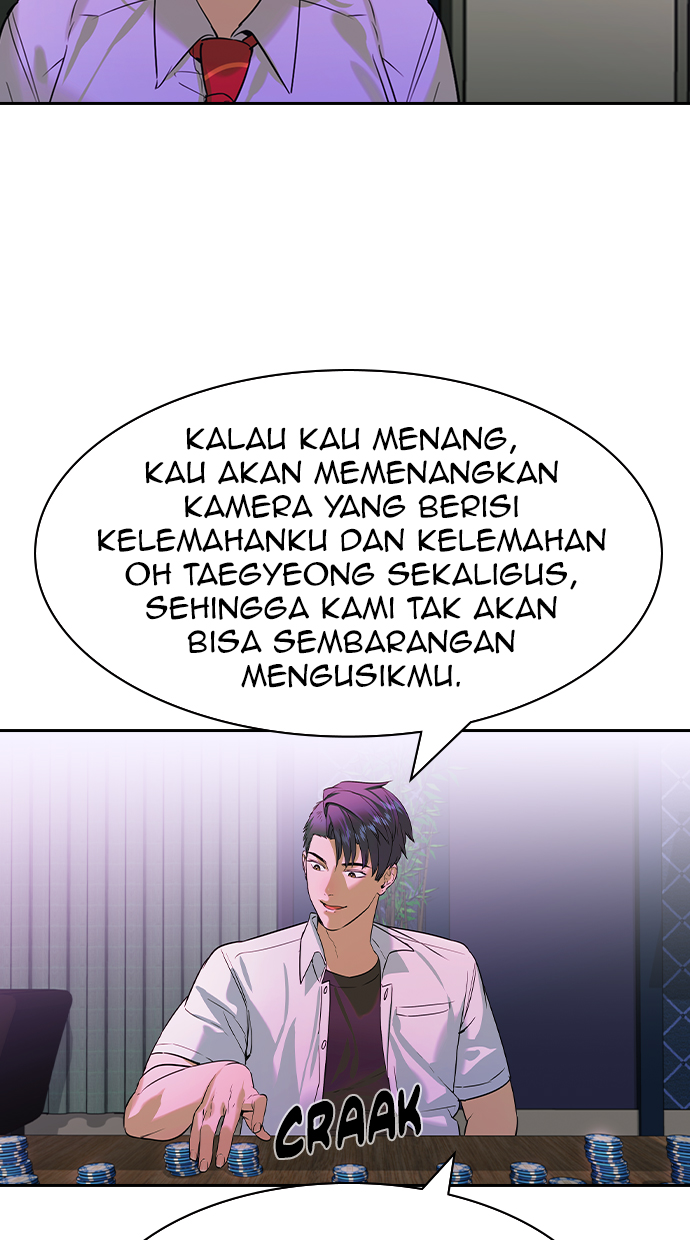 KALAU KAU MENANG,
KAU AKAN MEMENANGKAN
KAMERA YANG BERISI
KELEMAHANKU DAN KELEMAHAN
OH TAEGYEONG SEKALIGUS,
SEHINGGA KAMI TAK AKAN
BISA SEMBARANGAN
MENGUSIKMU.
CRAAK